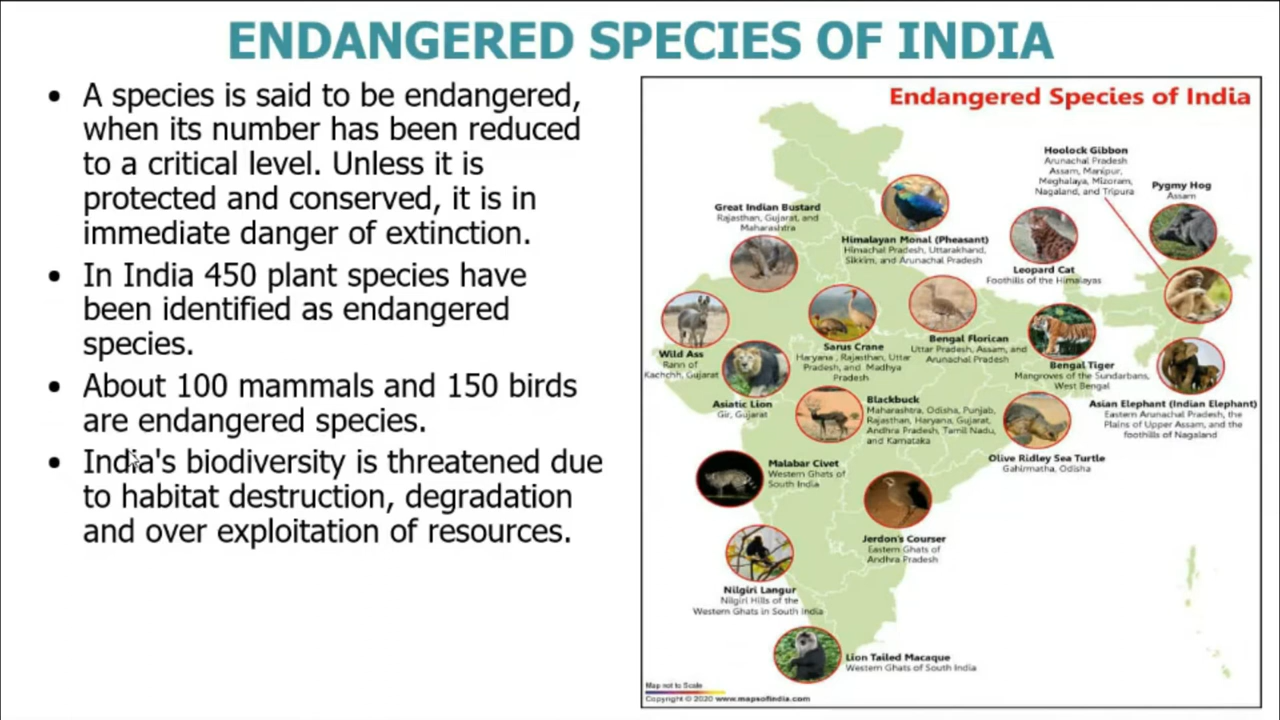 ENDANGERED SPECIES OF INDIA
• A species is said to be endangered,
when its number has been reduced
to a critical level. Unless it is
protected and conserved, it is in
immediate danger of extinction.
• In India 450 plant species have
been identified as endangered
species.
• About 100 mammals and 150 birds
are endangered species.
• India's biodiversity is threatened due
to habitat destruction, degradation
and over exploitation of resources.
Endangered Species of India
Hoolock Gibbon
Arunachal Pradesh
Assam, Manipur,
Meghalaya, Mizoram,
Nagaland, and Tripura
Pygmy Hog
Assam
Great Indian Bustard
Rajasthan, Gujarat, and
Maharashtra
Himalayan Monal (Pheasant)
Himachal Pradesh, Uttarakhand,
Sikkim, and Arunachal Pradesh
Leopard Cat
Foothills of the Himalayas
Wild Ass
Rann of
Kachchh, Gujarat
Sarus Crane
Haryana, Rajasthan, Uttar
Pradesh, and Madhya
Pradesh
Bengal Florican
Uttar Pradesh, Assam, and
Arunachal Pradesh
Bengal Tiger
Mangroves of the Sundarbans,
West Bengal
Asiatic Lion
Gir, Gujarat
Blackbuck
Maharashtra, Odisha, Punjab,
Rajasthan, Haryana, Gujarat,
Andhra Pradesh, Tamil Nadu,
and Karnataka
Asian Elephant (Indian Elephant)
Eastern Arunachal Pradesh, the
Plains of Upper Assam, and the
foothills of Nagaland
Olive Ridley Sea Turtle
Gahirmatha, Odisha
Malabar Civet
Western Ghats of
South India
Jerdon's Courser
Eastern Ghats of
Andhra Pradesh
Nilgiri Langur
Nilgiri Hills of the
Western Ghats in South India
Lion Tailed Macaque
Western Ghats of South India
Map not to Scale
Copyright © 2020 www.mapsofindia.com